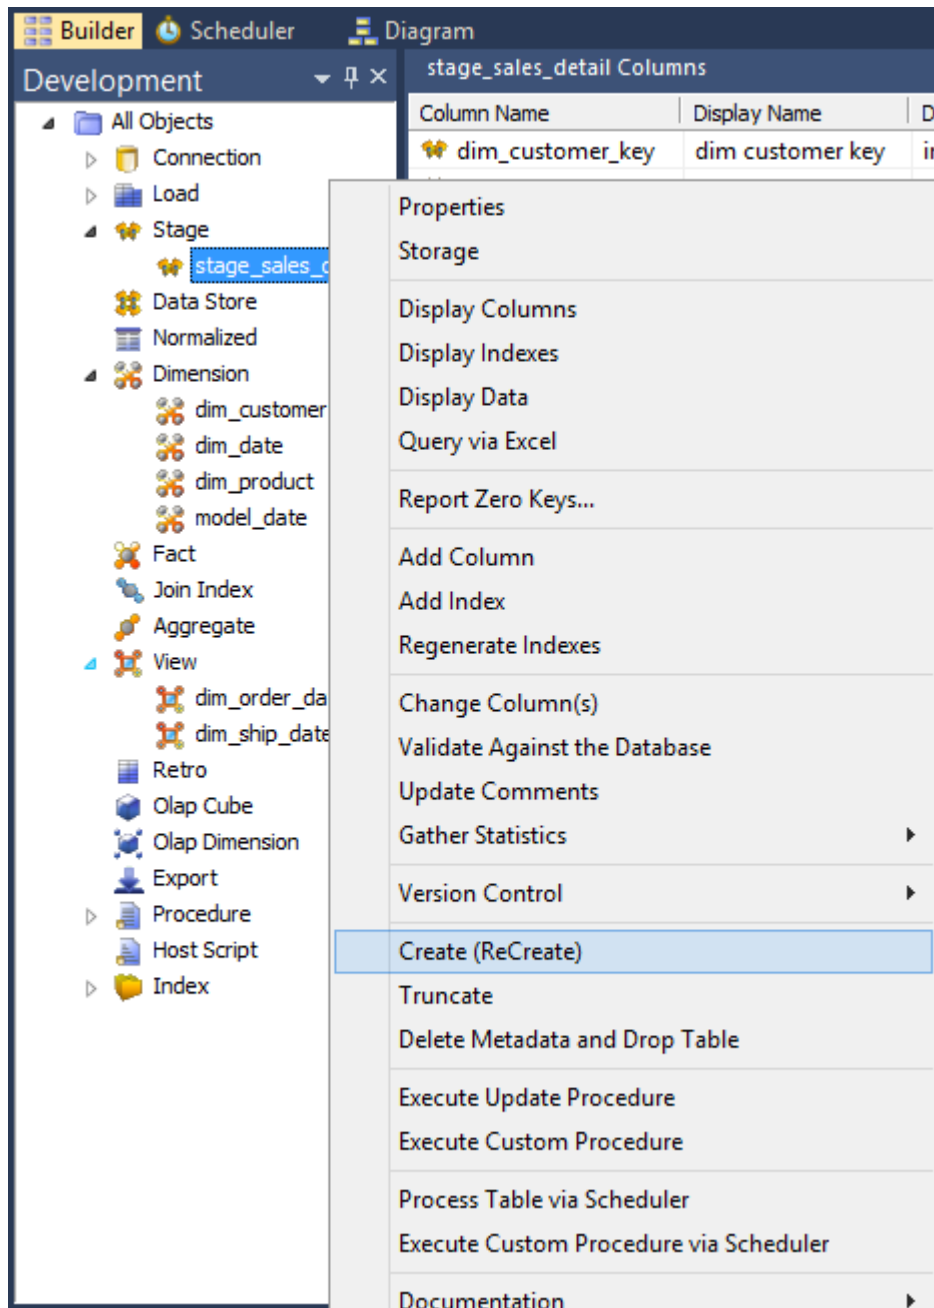 Builder Scheduler Diagram
Development
stage_sales_detail Columns
Column Name Display Name
dim_customer_key dim customer key
All Objects
Connection
Load
Stage
stage_sales_
Data Store
Normalized
Dimension
dim_customer
dim_date
dim_product
model_date
Fact
Join Index
Aggregate
View
dim_order_da
dim_ship_date
Retro
Olap Cube
Olap Dimension
Export
Procedure
Host Script
Index
Properties
Storage
Display Columns
Display Indexes
Display Data
Query via Excel
Report Zero Keys...
Add Column
Add Index
Regenerate Indexes
Change Column(s)
Validate Against the Database
Update Comments
Gather Statistics
Version Control
Create (ReCreate)
Truncate
Delete Metadata and Drop Table
Execute Update Procedure
Execute Custom Procedure
Process Table via Scheduler
Execute Custom Procedure via Scheduler
Documentation